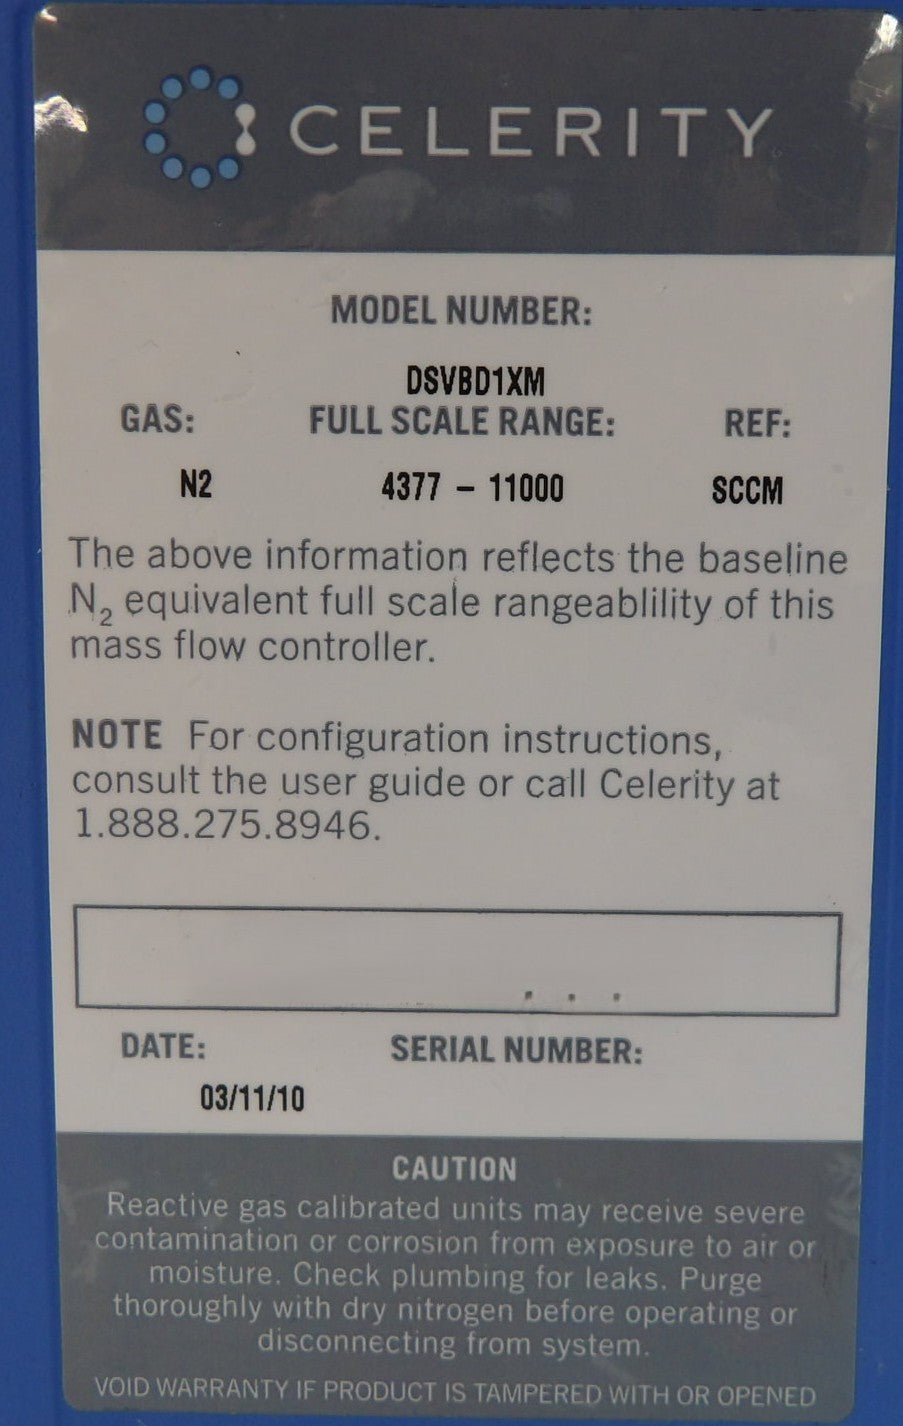 CELERITY
MODEL NUMBER:
DSVBD1XM
GAS: FULL SCALE RANGE: REF:
N2 4377 – 11000 SCCM
The above information reflects the baseline
N₂ equivalent full scale rangeablility of this
mass flow controller.
NOTE For configuration instructions,
consult the user guide or call Celerity at
1.888.275.8946.
DATE: SERIAL NUMBER:
03/11/10
CAUTION
Reactive gas calibrated units may receive severe
contamination or corrosion from exposure to air or
moisture. Check plumbing for leaks. Purge
thoroughly with dry nitrogen before operating or
disconnecting from system.
VOID WARRANTY IF PRODUCT IS TAMPERED WITH OR OPENED